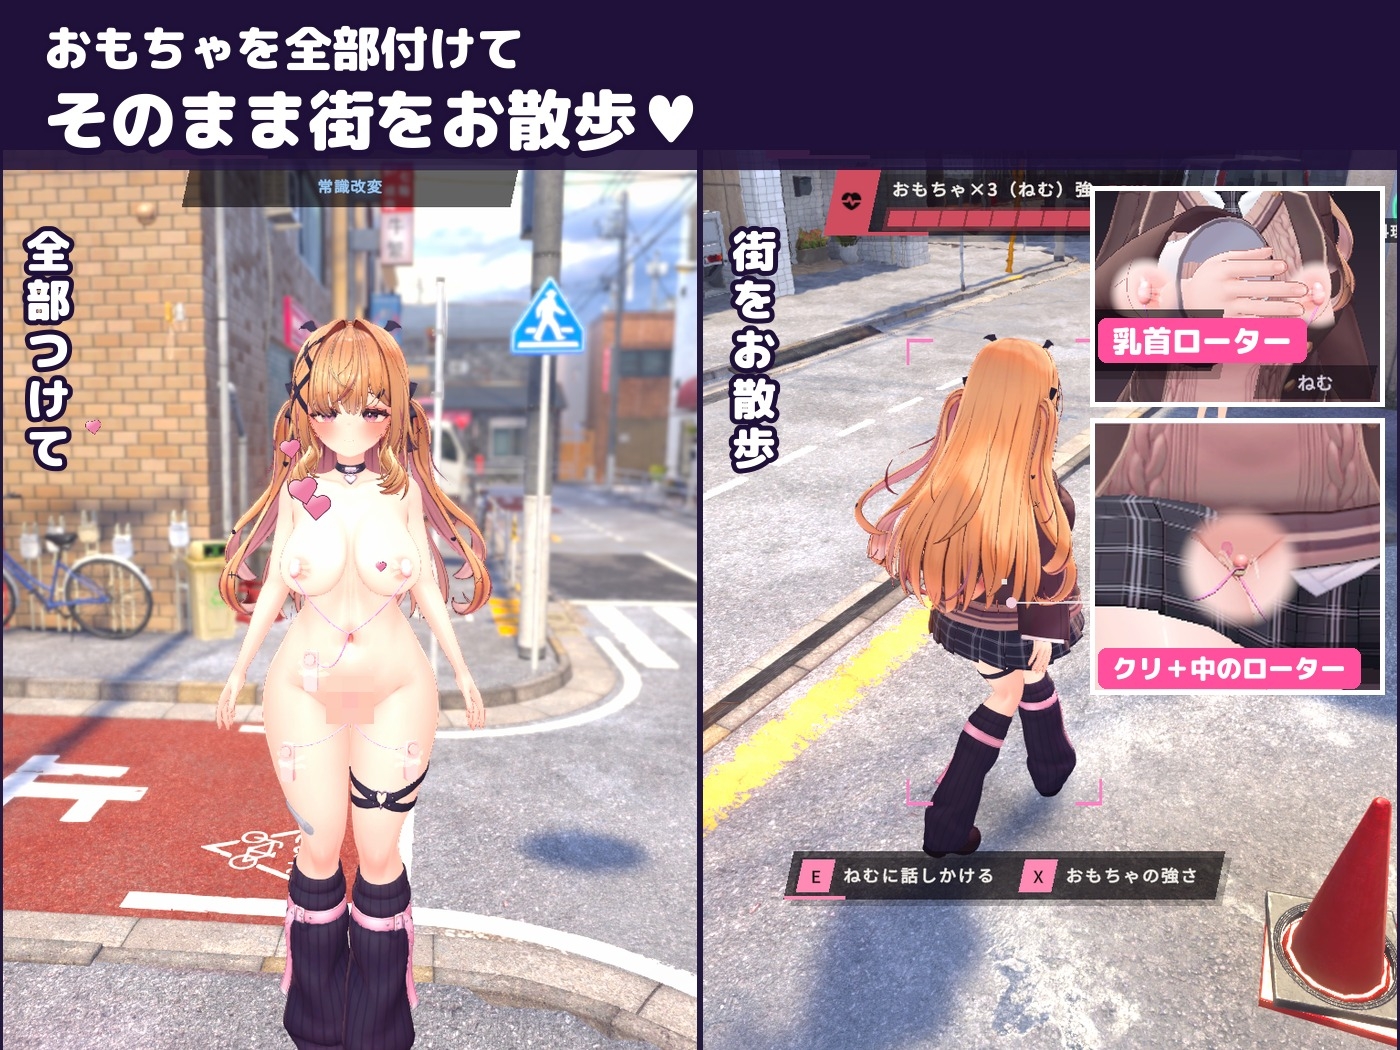 おもちゃを全部付けて
そのまま街をお散歩♥
常識改変
全部つけて
街をお散歩
おもちゃ×3（ねむ）強
乳首ローター
ねむ
クリ＋中のローター
E ねむに話しかける X おもちゃの強さ